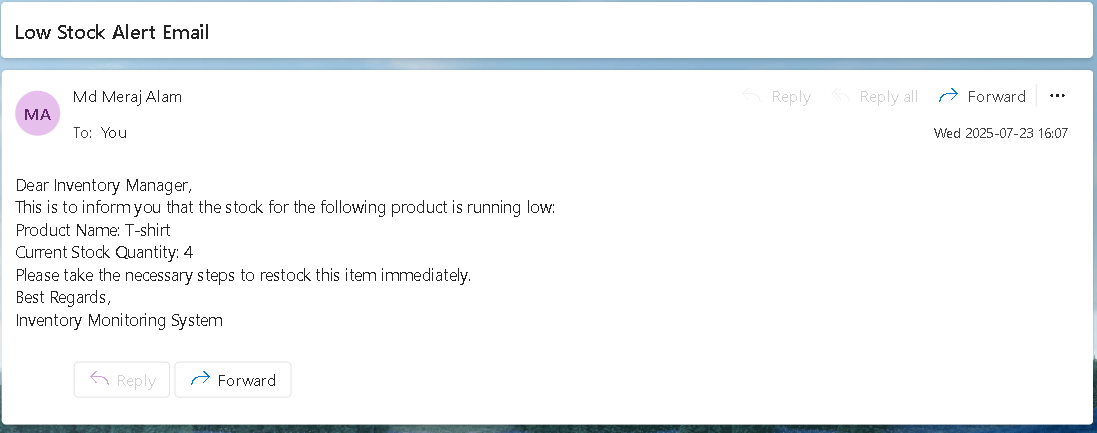 Low Stock Alert Email
MA
Md Meraj Alam
Reply
Reply all
Forward
To: You
Wed 2025-07-23 16:07
Dear Inventory Manager,
This is to inform you that the stock for the following product is running low:
Product Name: T-shirt
Current Stock Quantity: 4
Please take the necessary steps to restock this item immediately.
Best Regards,
Inventory Monitoring System
Reply
Forward